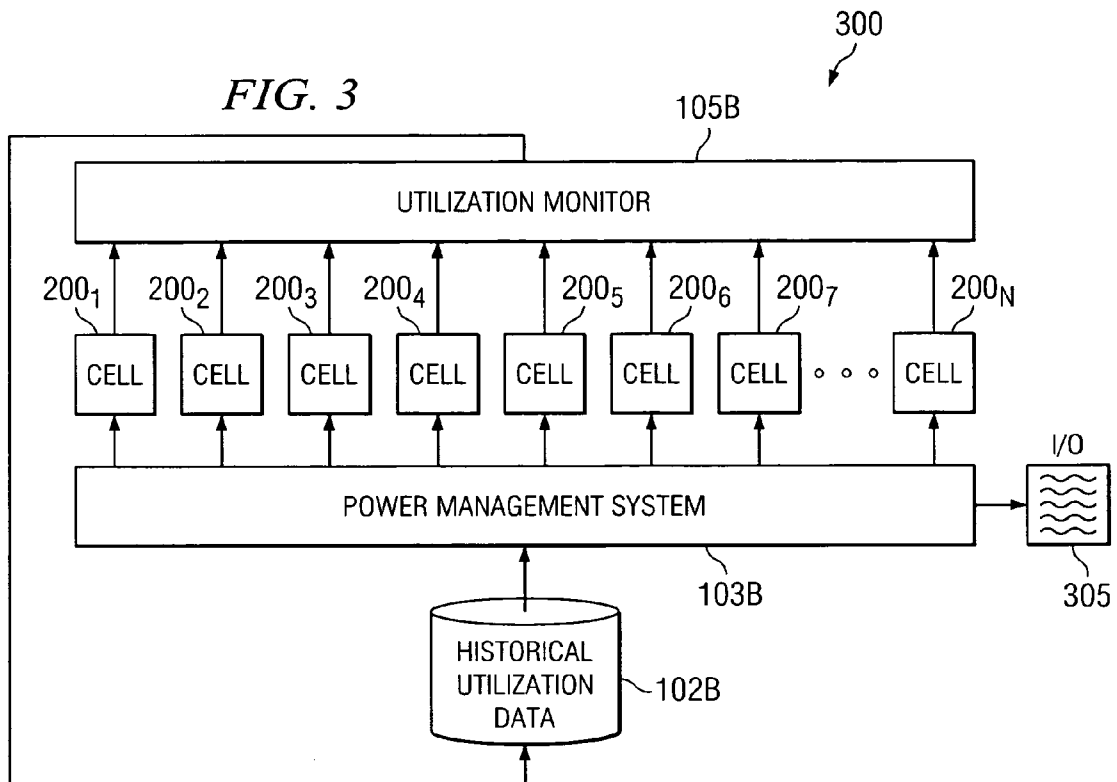 300
FIG. 3
105B
UTILIZATION MONITOR
200₁ 200₂ 200₃ 200₄ 200₅ 200₆ 200₇ 200N
CELL CELL CELL CELL CELL CELL CELL CELL
I/O
POWER MANAGEMENT SYSTEM
103B
305
HISTORICAL
UTILIZATION
DATA
102B